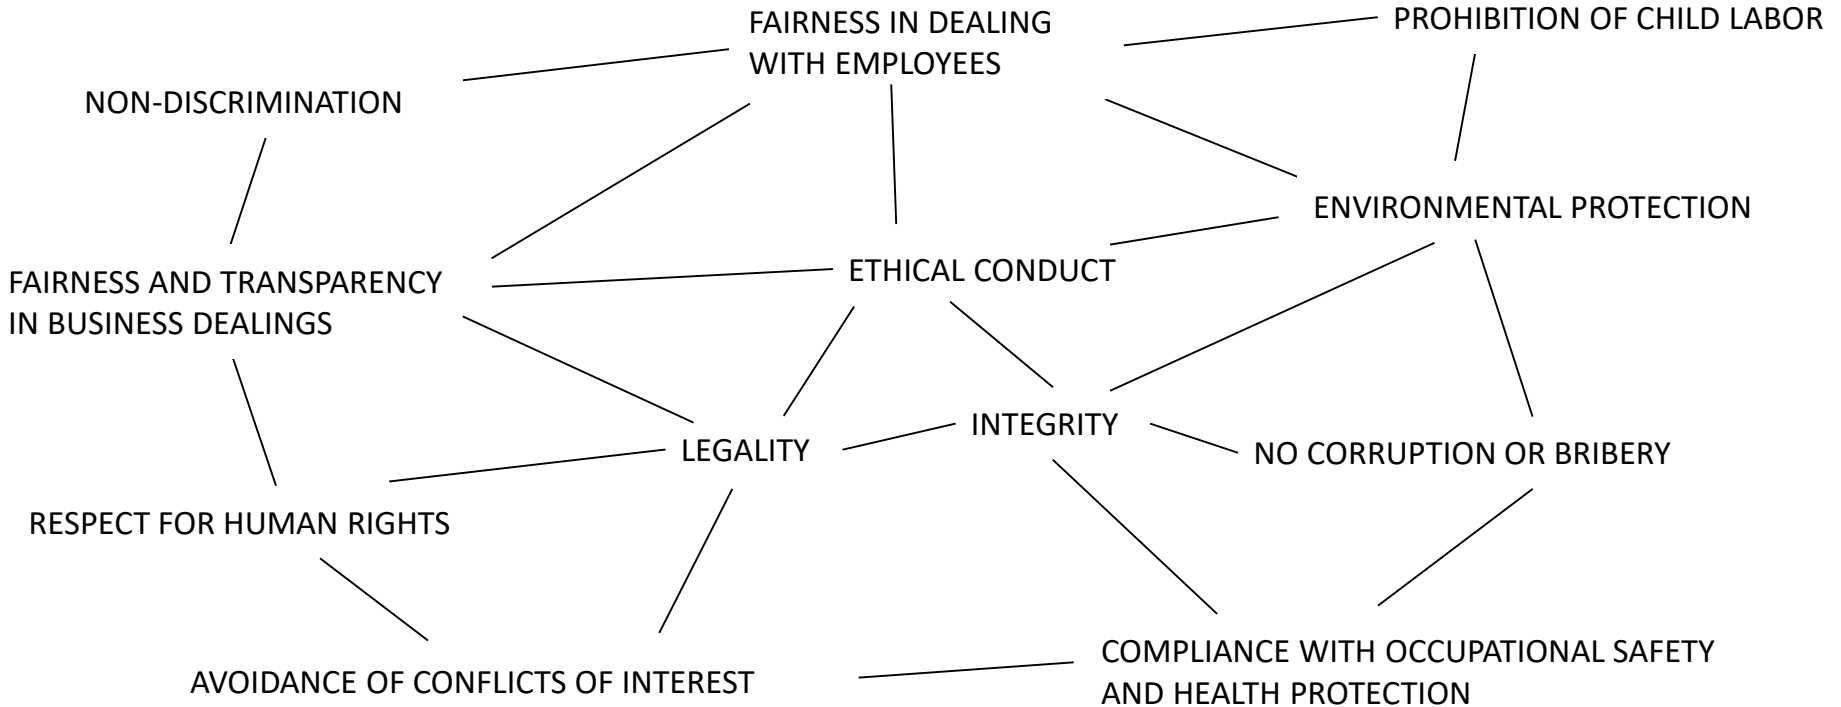 FAIRNESS IN DEALING
WITH EMPLOYEES
PROHIBITION OF CHILD LABOR
NON-DISCRIMINATION
ENVIRONMENTAL PROTECTION
FAIRNESS AND TRANSPARENCY
IN BUSINESS DEALINGS
ETHICAL CONDUCT
INTEGRITY
LEGALITY
NO CORRUPTION OR BRIBERY
RESPECT FOR HUMAN RIGHTS
AVOIDANCE OF CONFLICTS OF INTEREST
COMPLIANCE WITH OCCUPATIONAL SAFETY
AND HEALTH PROTECTION